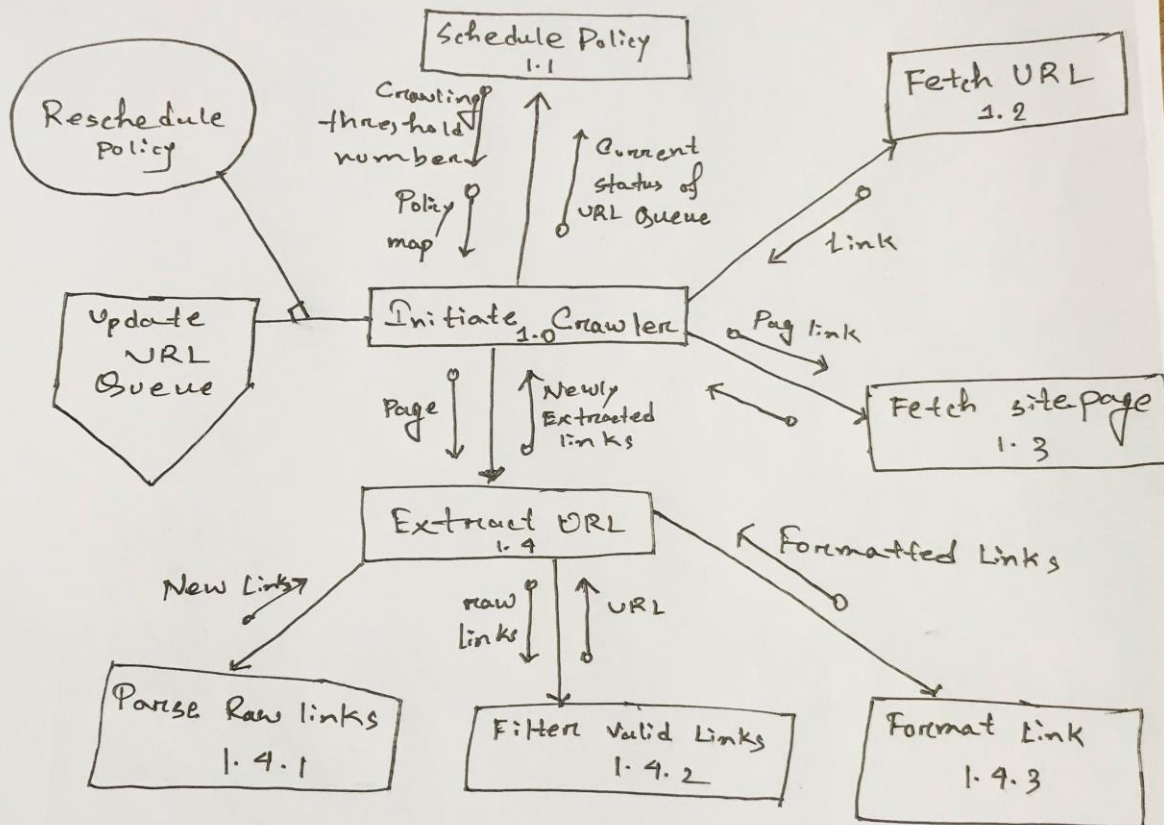 Schedule Policy
1.1
Fetch URL
1.2
Reschedule
Policy
Crawling
threshold
number
Policy
map
Current
status of
URL Queue
Link
Update
URL
Queue
Initiate Crawler
1.0
Pag link
Fetch sitepage
1.3
Page
Newly
Extracted
links
Extract URL
1.4
Formatted Links
New Links
raw
Links
URL
Parse Raw links
1.4.1
Filter Valid Links
1.4.2
Format Link
1.4.3